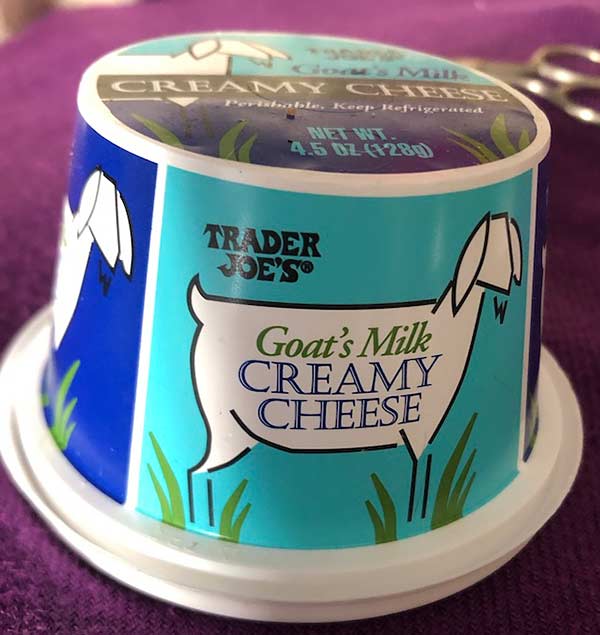 TRADER
Goat's Milk
CREAMY CHEESE
Perishable. Keep Refrigerated
NET WT.
4.5 OZ (128g)
TRADER
JOE'S®
Goat's Milk
CREAMY
CHEESE